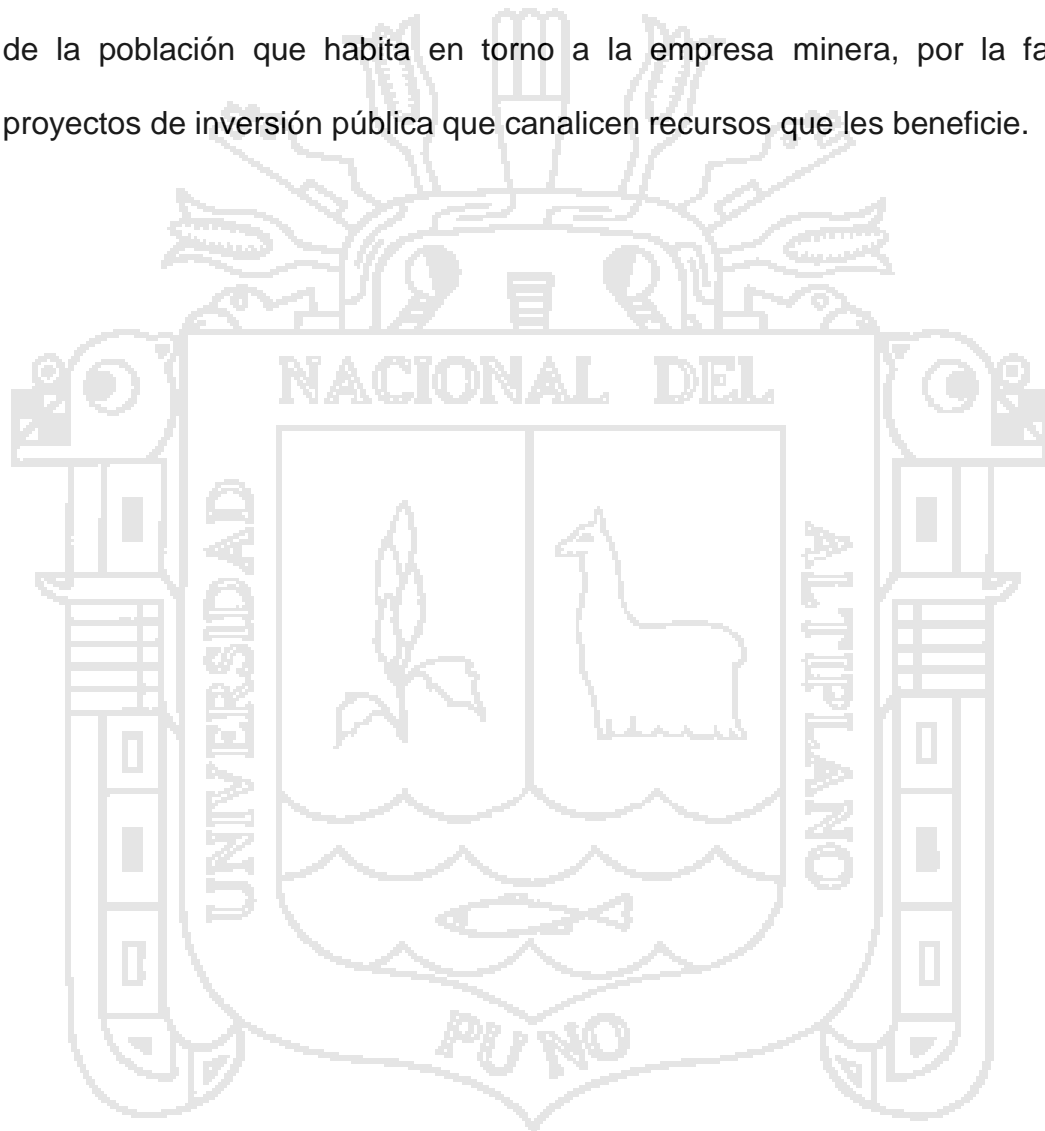 de la población que habita en torno a la empresa minera, por la fa
proyectos de inversión pública que canalicen recursos que les beneficie.
NACIONAL DEL
UNIVERSIDAD
ALTIPLANO
PUNO